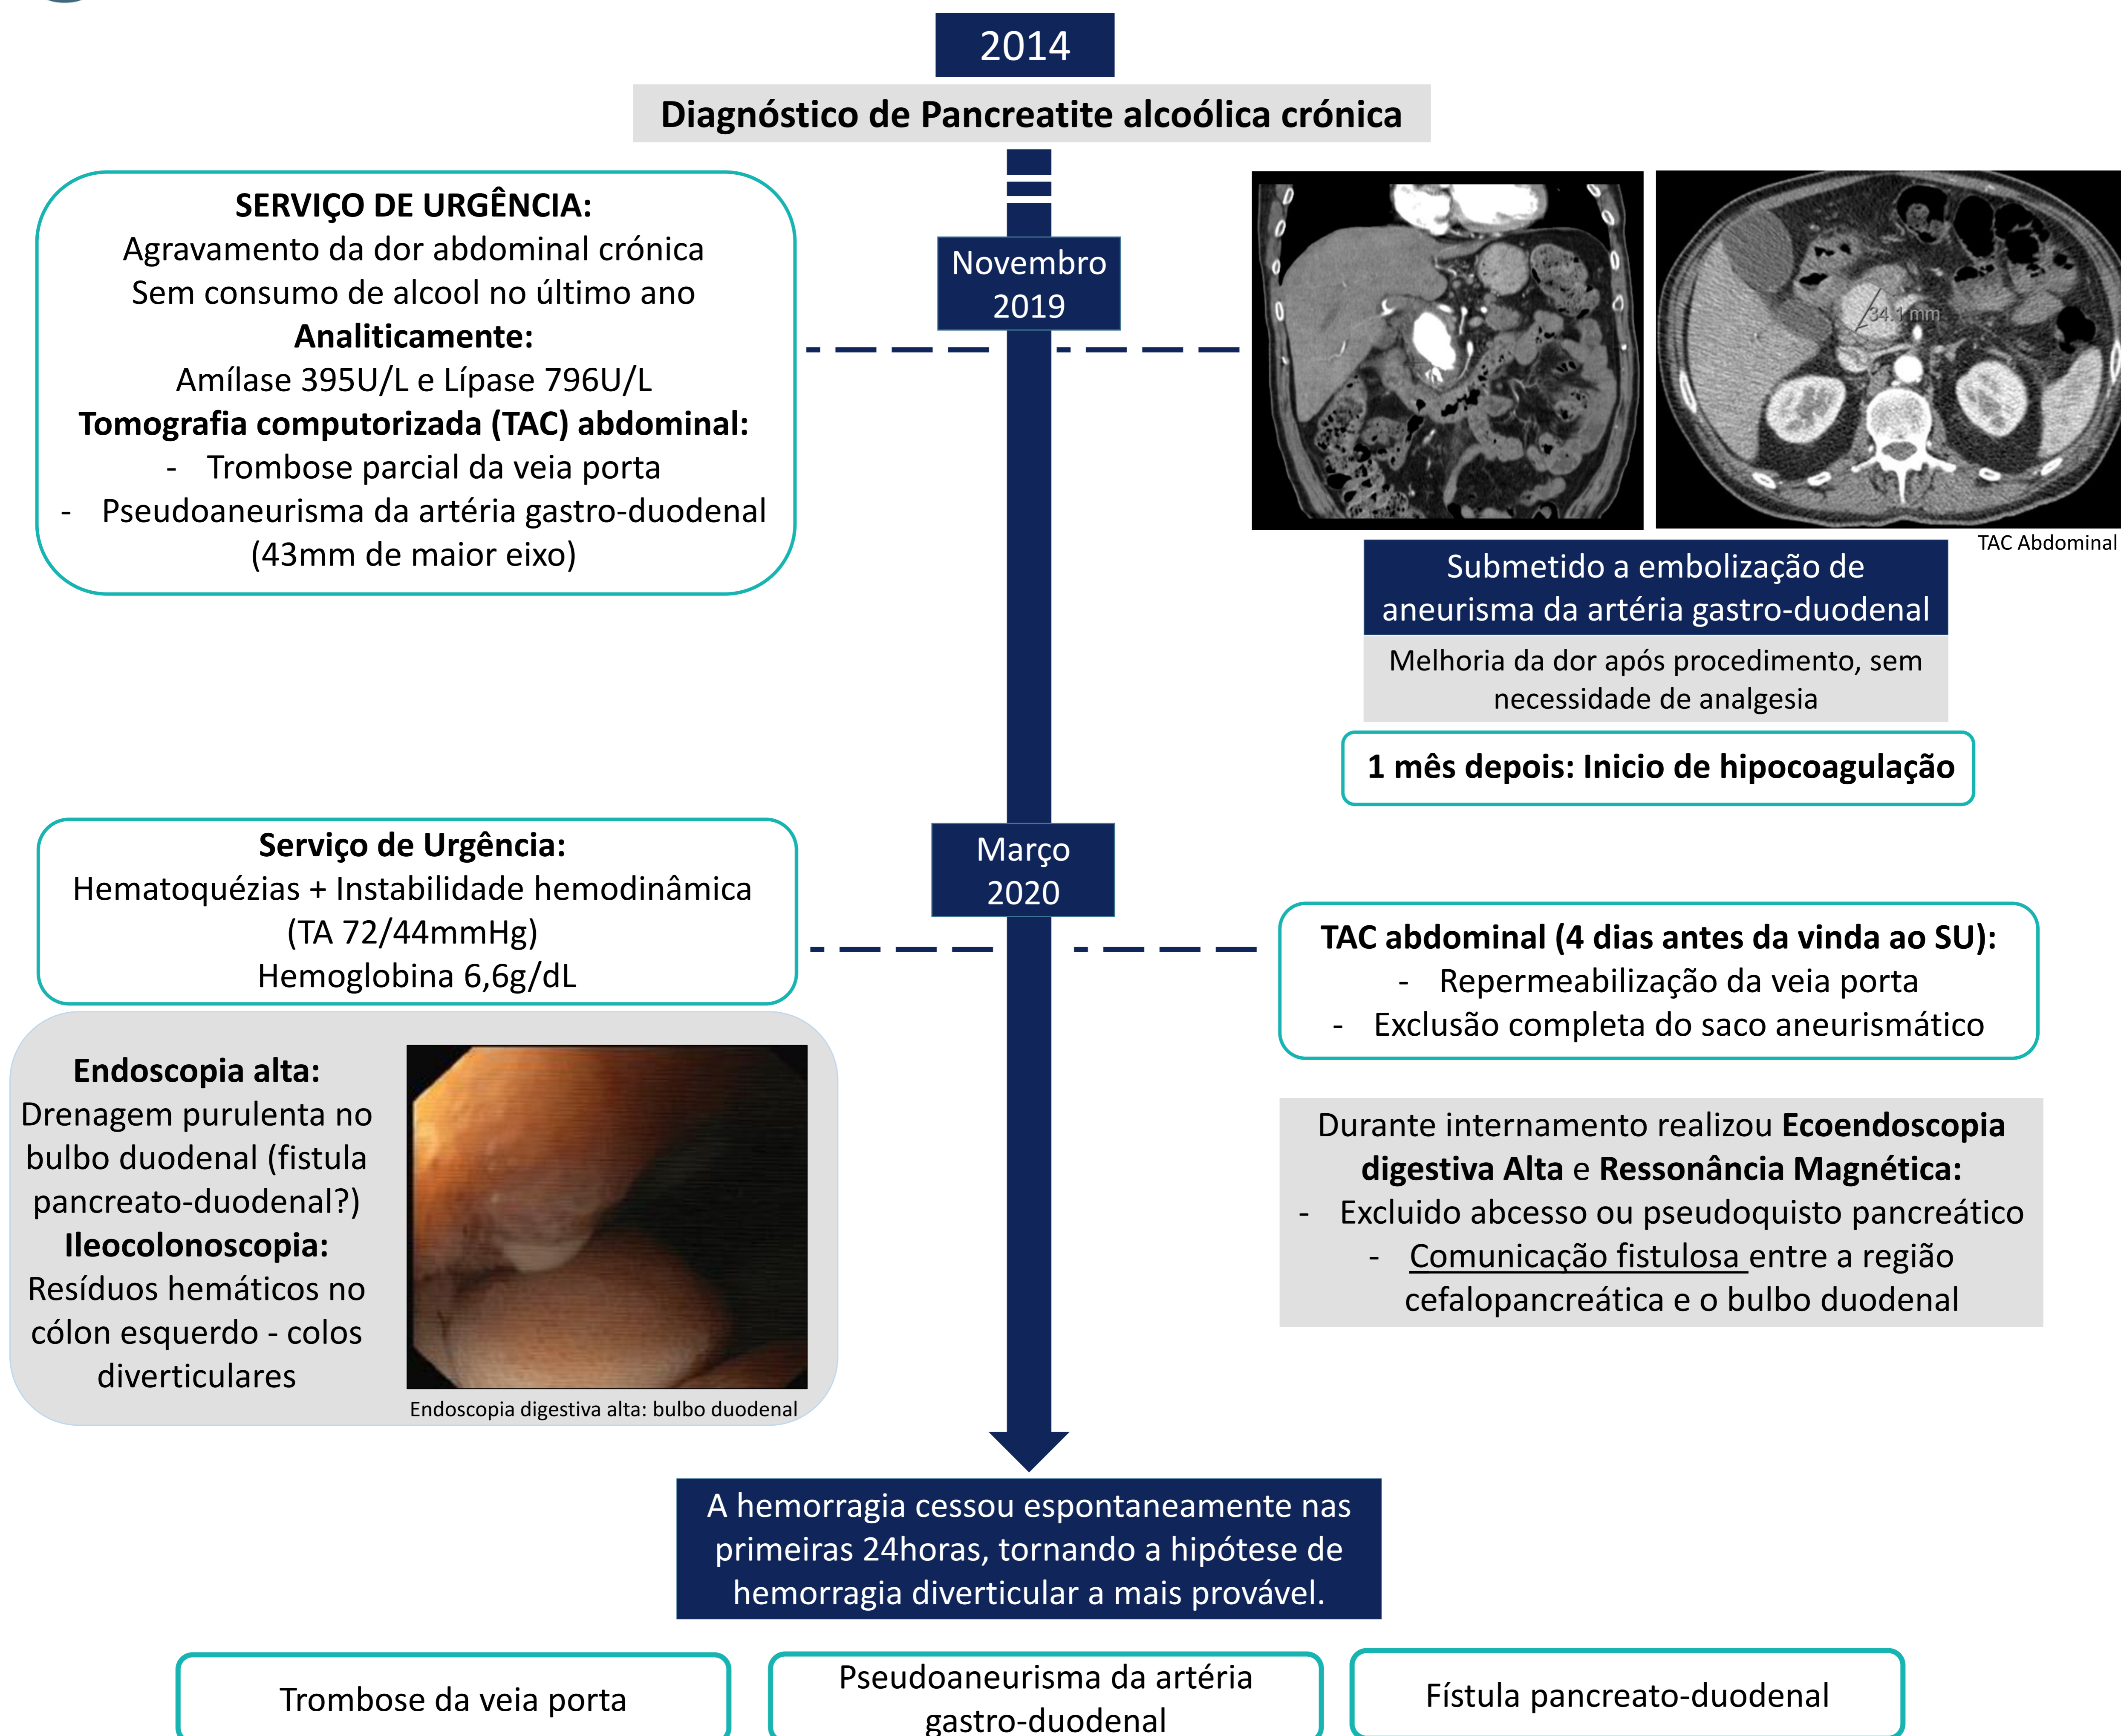 2014
Diagnóstico de Pancreatite alcoólica crónica
SERVIÇO DE URGÊNCIA:
Agravamento da dor abdominal crónica
Sem consumo de alcool no último ano
Analiticamente:
Amílase 395U/L e Lípase 796U/L
Tomografia computorizada (TAC) abdominal:
- Trombose parcial da veia porta
- Pseudoaneurisma da artéria gastro-duodenal
(43mm de maior eixo)
Novembro
2019
34.1 mm
TAC Abdominal
Submetido a embolização de
aneurisma da artéria gastro-duodenal
Melhoria da dor após procedimento, sem
necessidade de analgesia
1 mês depois: Inicio de hipocoagulação
Serviço de Urgência:
Hematoquézias + Instabilidade hemodinâmica
(TA 72/44mmHg)
Hemoglobina 6,6g/dL
Março
2020
TAC abdominal (4 dias antes da vinda ao SU):
- Repermeabilização da veia porta
- Exclusão completa do saco aneurismático
Endoscopia alta:
Drenagem purulenta no
bulbo duodenal (fistula
pancreato-duodenal?)
Ileocolonoscopia:
Resíduos hemáticos no
cólon esquerdo - colos
diverticulares
Endoscopia digestiva alta: bulbo duodenal
Durante internamento realizou Ecoendoscopia
digestiva Alta e Ressonância Magnética:
- Excluido abcesso ou pseudoquisto pancreático
- Comunicação fistulosa entre a região
cefalopancreática e o bulbo duodenal
A hemorragia cessou espontaneamente nas
primeiras 24horas, tornando a hipótese de
hemorragia diverticular a mais provável.
Trombose da veia porta
Pseudoaneurisma da artéria
gastro-duodenal
Fístula pancreato-duodenal